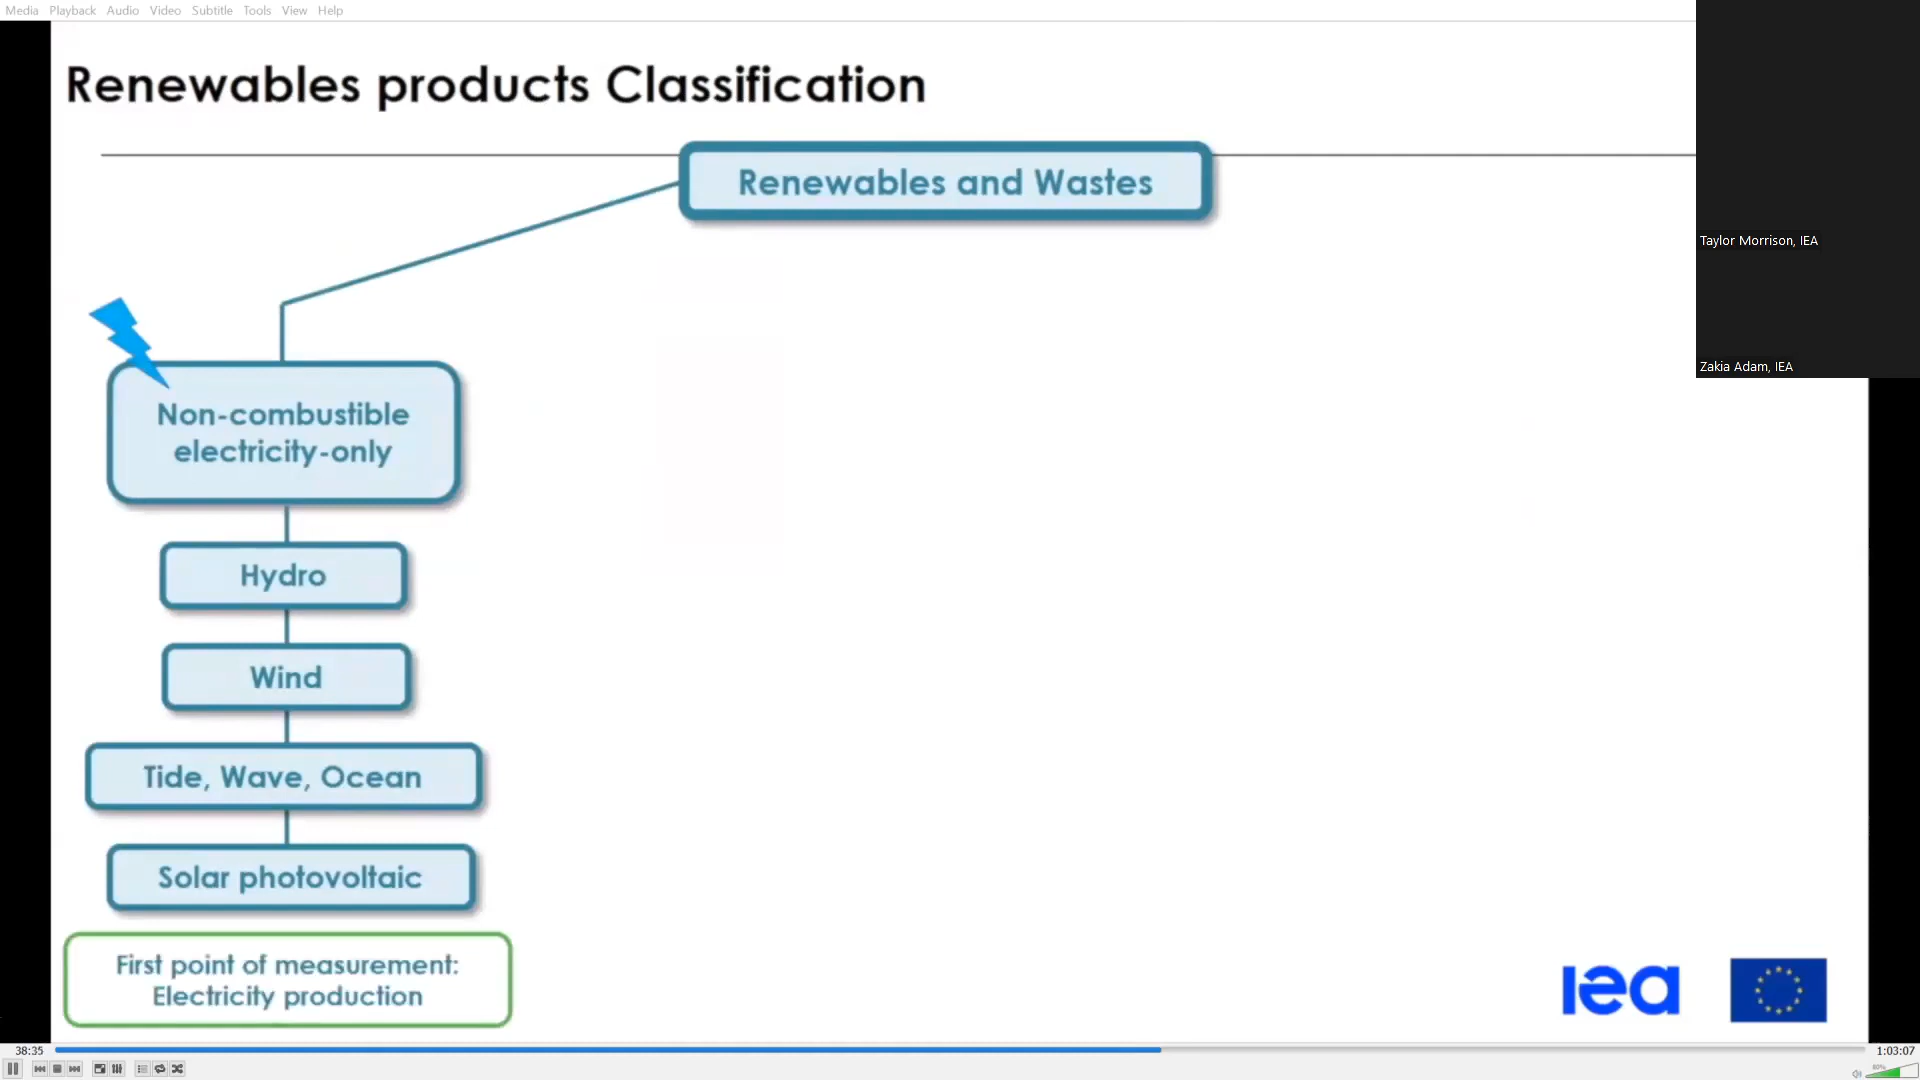 Media Playback Audio Video Subtitle Tools View Help
Renewables products Classification
Renewables and Wastes
Taylor Morrison, IEA
Zakia Adam, IEA
Non-combustible
electricity-only
Hydro
Wind
Tide, Wave, Ocean
Solar photovoltaic
First point of measurement:
Electricity production
iea
38:35
1:03:07
80%